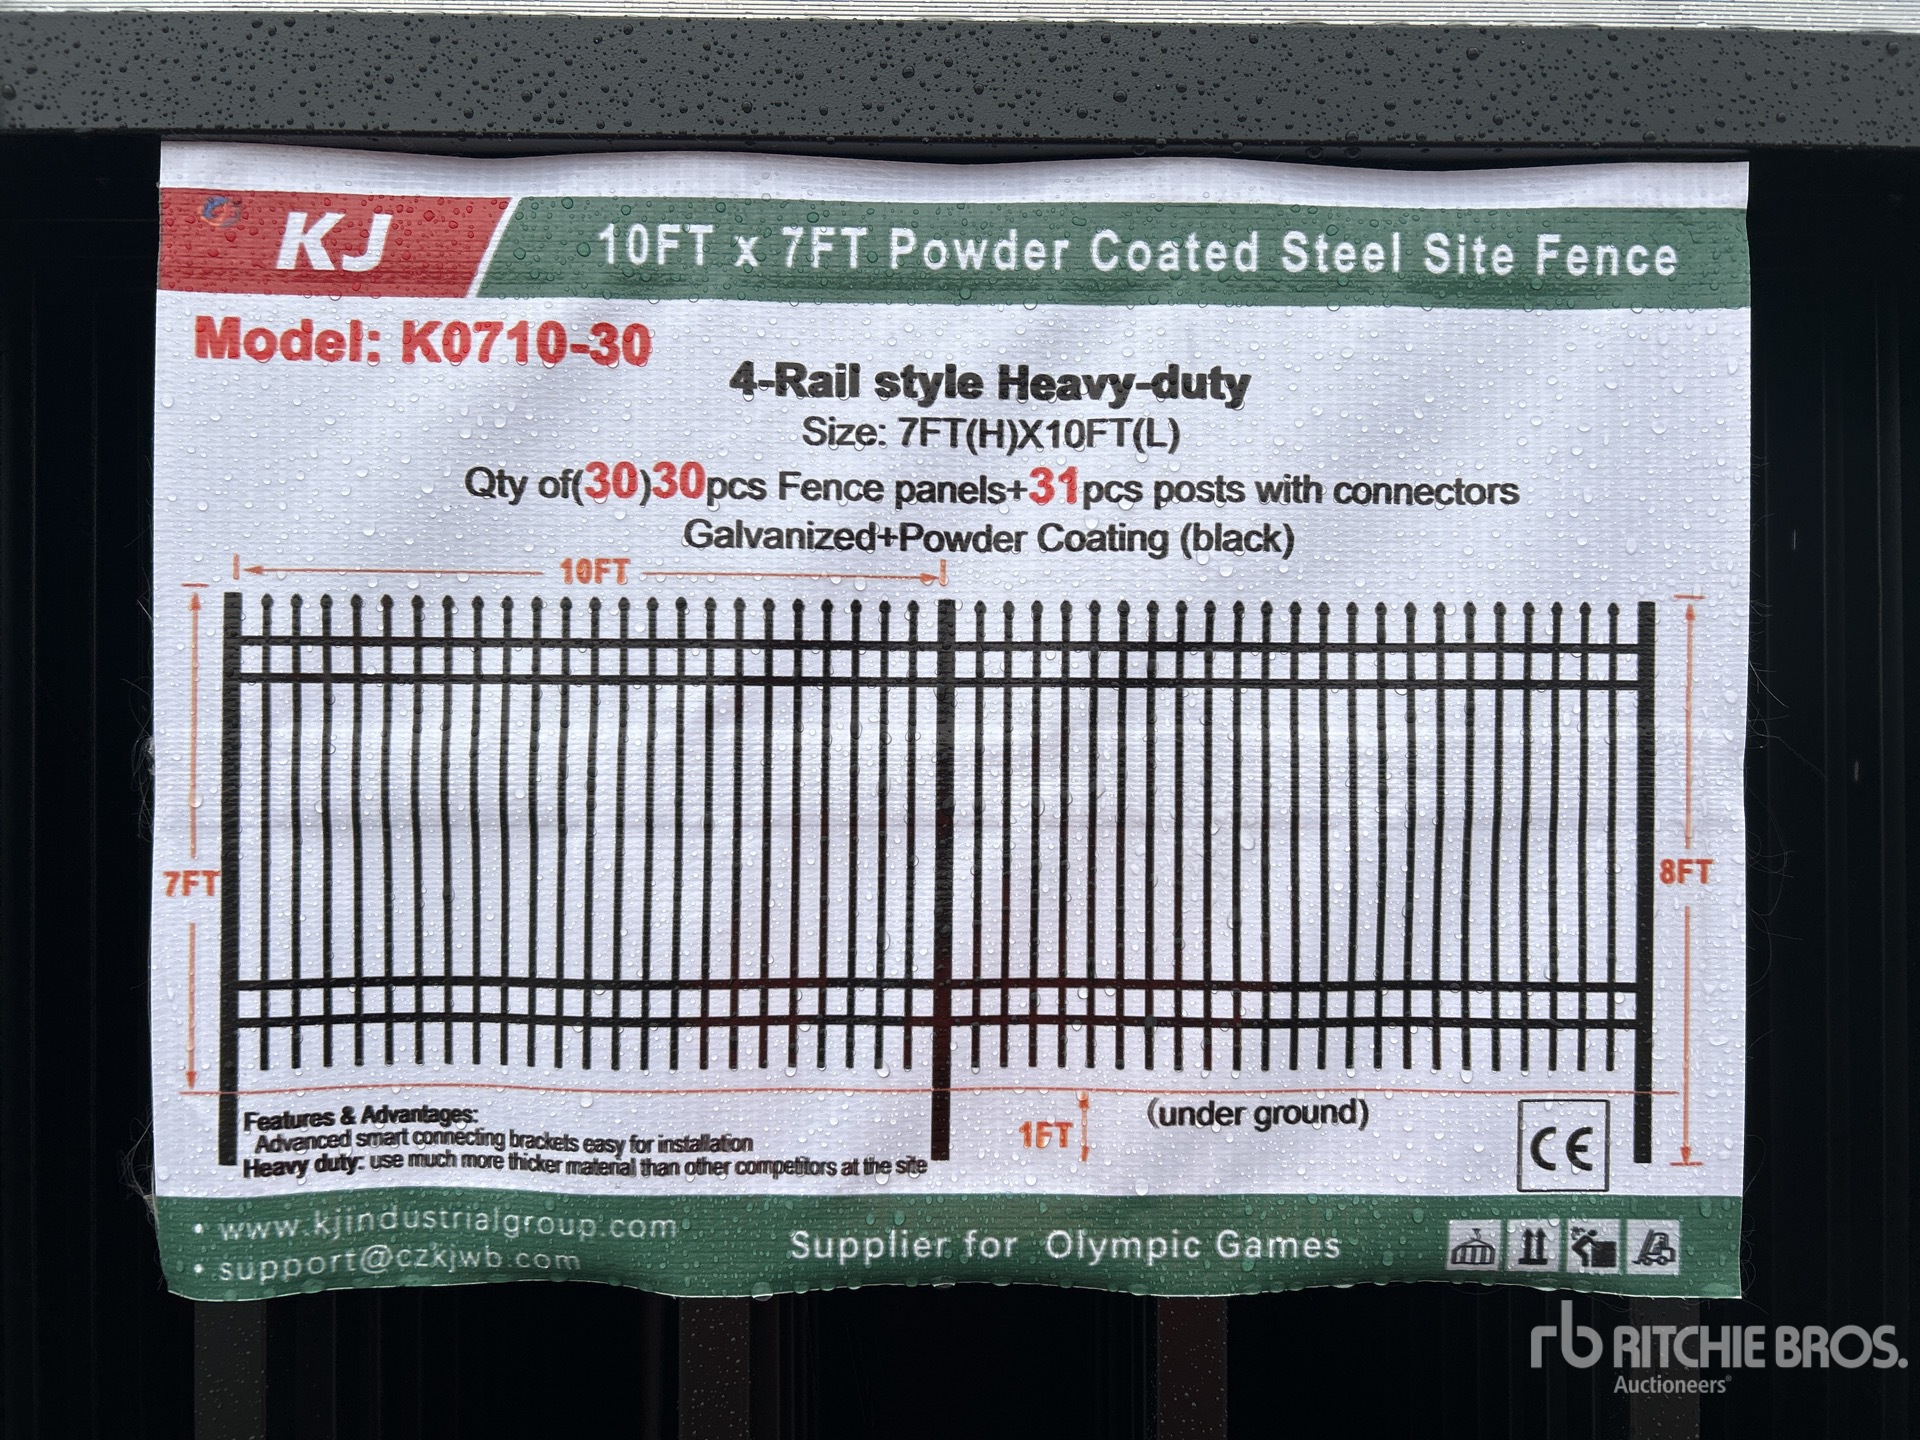 KJ
10FT x 7FT Powder Coated Steel Site Fence
Model: K0710-30
4-Rail style Heavy-duty
Size: 7FT(H)X10FT(L)
Qty of(30)30pcs Fence panels+31pcs posts with connectors
Galvanized+Powder Coating (black)
10FT
7FT
8FT
1FT
(under ground)
Features & Advantages:
Advanced smart connecting brackets easy for installation
Heavy duty: use much more thicker material than other competitors at the site
CE
• www.kjindustrialgroup.com
• support@czkjwb.com
Supplier for Olympic Games
rb RITCHIE BROS.
Auctioneers®